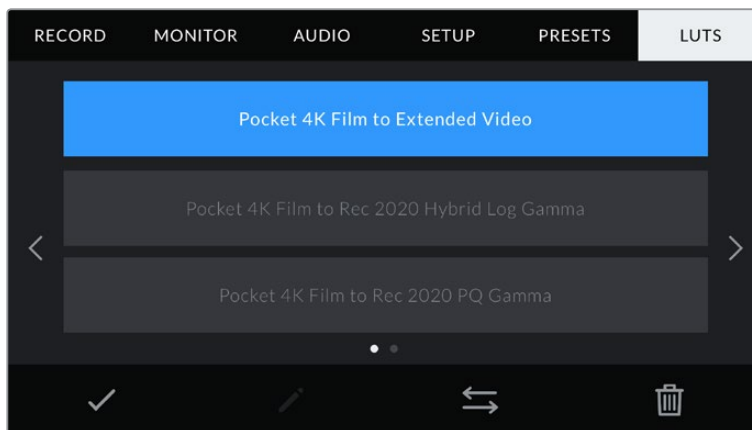 RECORD MONITOR AUDIO SETUP PRESETS LUTS
Pocket 4K Film to Extended Video
Pocket 4K Film to Rec 2020 Hybrid Log Gamma
Pocket 4K Film to Rec 2020 PQ Gamma